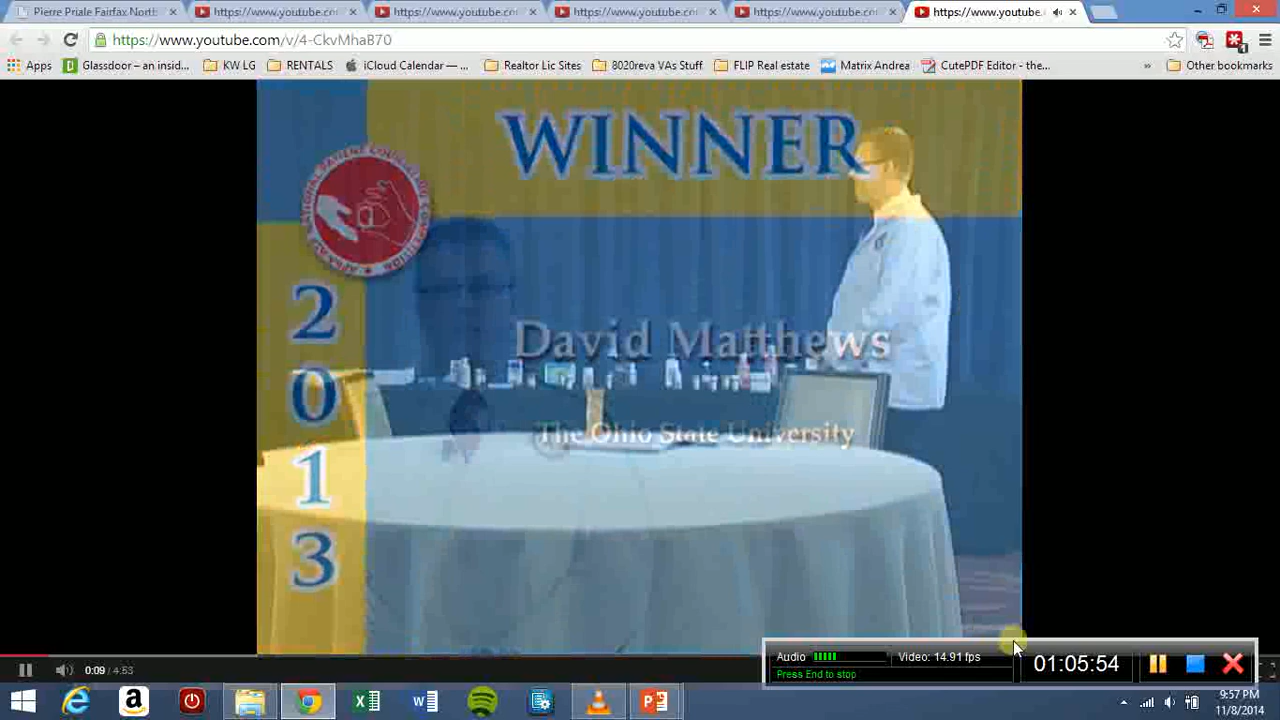 Pierre Priale Fairfax North
https://www.youtube.co
https://www.youtube.co
https://www.youtube.co
https://www.youtube.co
https://www.youtube.
https://www.youtube.com/v/4-CkvMhaB70
Apps
Glassdoor – an insid...
KW LG
RENTALS
iCloud Calendar — ...
Realtor Lic Sites
8020reva VAs Stuff
FLIP Real estate
Matrix Andrea
CutePDF Editor - the...
»
Other bookmarks
WINNER
2
0
1
3
David Matthews
The Ohio State University
0:09
Audio
Video: 14.91 fps
Press End to stop
01:05:54
9:57 PM
11/8/2014